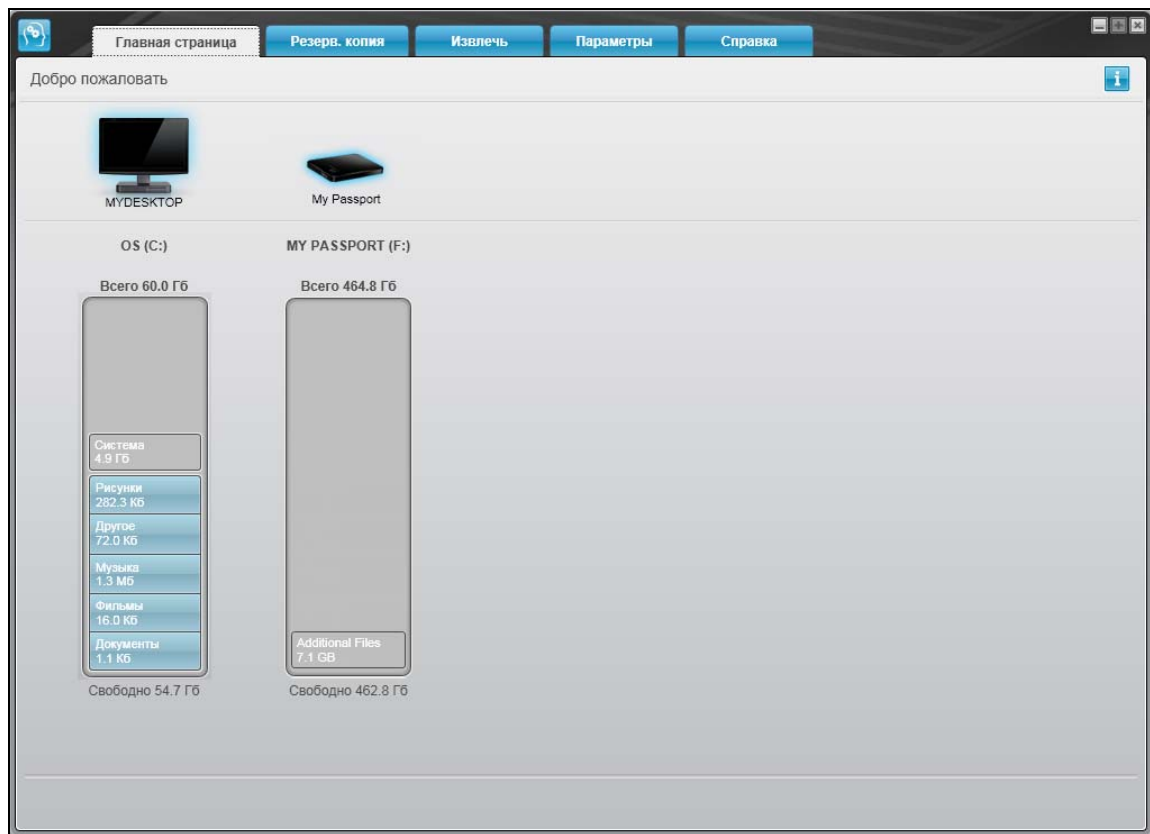 Главная страница
Резерв. копия
Извлечь
Параметры
Справка
Добро пожаловать
MYDESKTOP
My Passport
OS (C:)
MY PASSPORT (F:)
Всего 60.0 Гб
Всего 464.8 Гб
Система
4.9 Гб
Рисунки
282.3 Кб
Другое
72.0 Кб
Музыка
1.3 Мб
Фильмы
16.0 Кб
Документы
1.1 Кб
Additional Files
7.1 GB
Свободно 54.7 Гб
Свободно 462.8 Гб